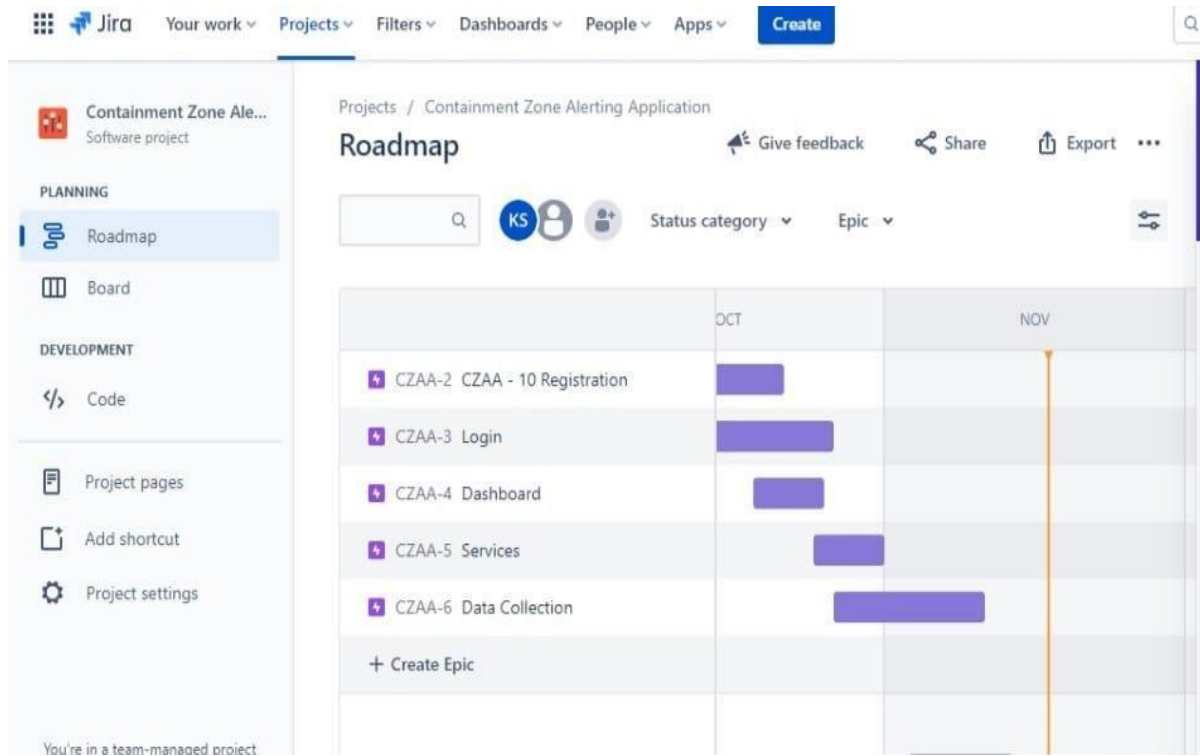 Jira Your work Projects Filters Dashboards People Apps Create
Containment Zone Ale...
Software project
PLANNING
Roadmap
Board
DEVELOPMENT
Code
Project pages
Add shortcut
Project settings
You're in a team-managed project
Projects / Containment Zone Alerting Application
Roadmap
Give feedback Share Export
KS Status category Epic
OCT NOV
CZAA-2 CZAA - 10 Registration
CZAA-3 Login
CZAA-4 Dashboard
CZAA-5 Services
CZAA-6 Data Collection
+ Create Epic